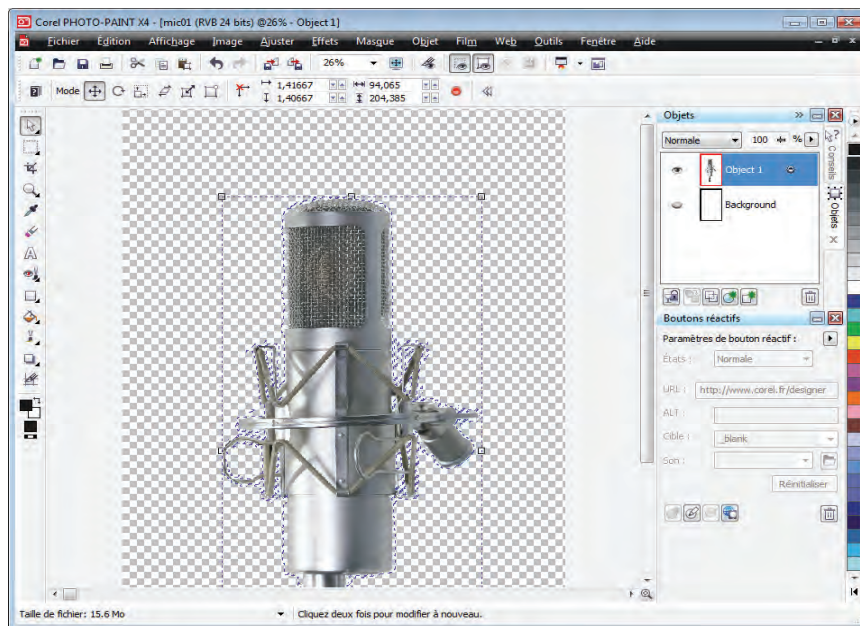 Corel PHOTO-PAINT X4 - [mic01 (RVB 24 bits) @26% - Object 1]
Fichier Édition Affichage Image Ajuster Effets Masque Objet Film Web Outils Fenêtre Aide
26%
Mode 1,41667 94,065
1,40667 204,385
Objets
Normale 100 %
Object 1
Background
Conseils
Objets
Boutons réactifs
Paramètres de bouton réactif :
États : Normale
URL : http://www.corel.fr/designer
ALT :
Cible : _blank
Son :
Réinitialiser
Taille de fichier: 15.6 Mo Cliquez deux fois pour modifier à nouveau.